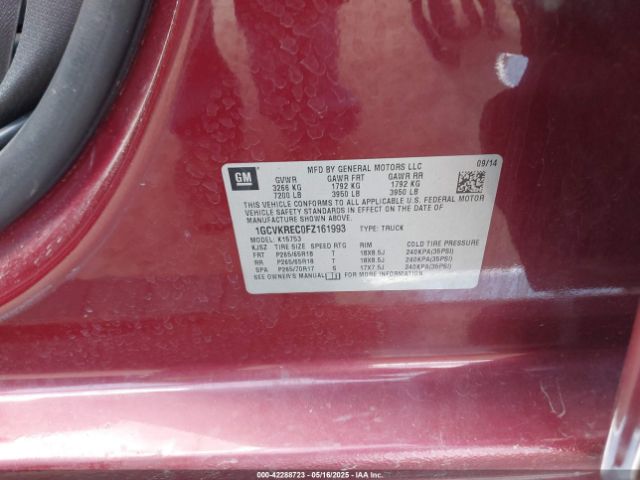 GM
MFD BY GENERAL MOTORS LLC 09/14
GVWR GAWR FRT GAWR RR
3266 KG 1792 KG 1792 KG
7200 LB 3950 LB 3950 LB
THIS VEHICLE CONFORMS TO ALL APPLICABLE U.S. FEDERAL MOTOR
VEHICLE SAFETY STANDARDS IN EFFECT ON THE DATE OF
MANUFACTURE SHOWN ABOVE.
1GCVKREC0FZ161993 TYPE: TRUCK
MODEL: K15753
KJSZ TIRE SIZE SPEED RTG RIM COLD TIRE PRESSURE
FRT P265/65R18 T 18X8.5J 240KPA(35PSI)
RR P265/65R18 T 18X8.5J 240KPA(35PSI)
SPA P265/70R17 S 17X7.5J 240KPA(35PSI)
SEE OWNER'S MANUAL FOR
IAA 000-42288723 - 05/16/2025 - COPYRIGHT IAA, LLC